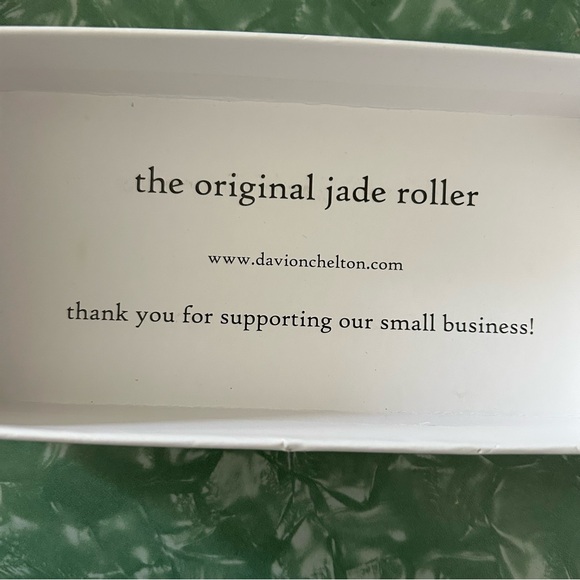 the original jade roller
www.davionchelton.com
thank you for supporting our small business!